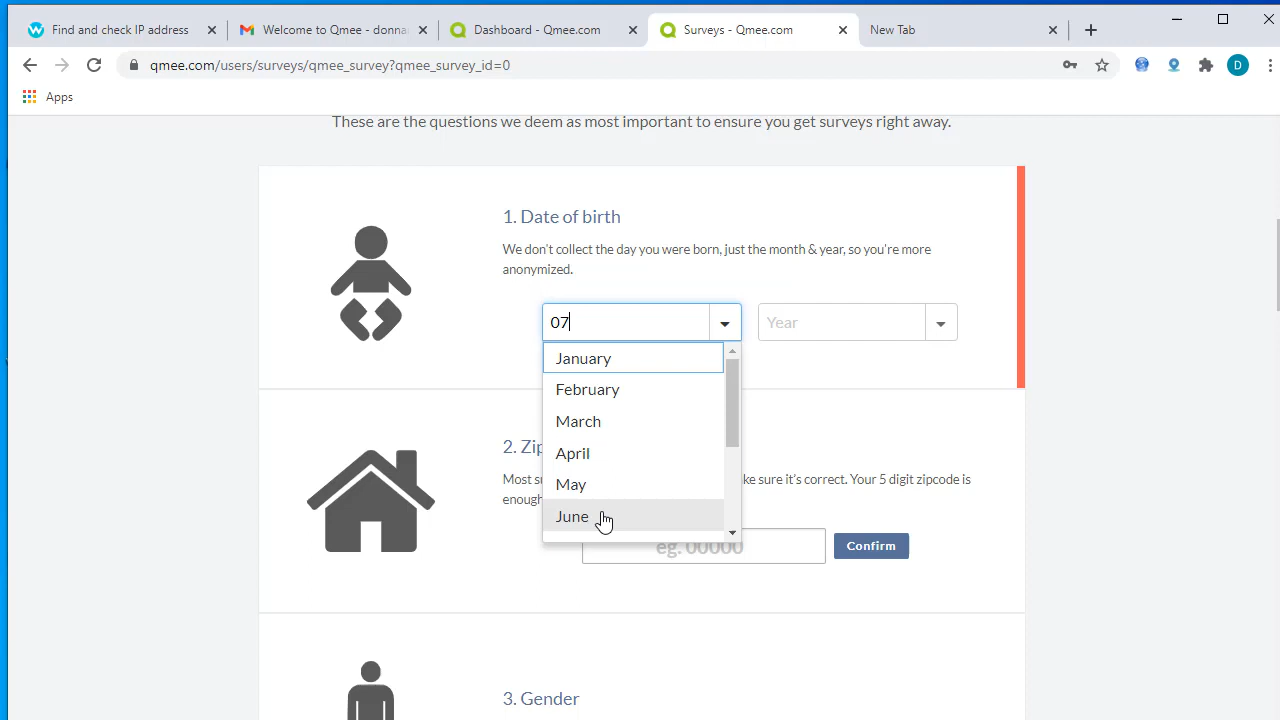 Find and check IP address
Welcome to Qmee - donna
Dashboard - Qmee.com
Surveys - Qmee.com
New Tab
qmee.com/users/surveys/qmee_survey?qmee_survey_id=0
D
Apps
These are the questions we deem as most important to ensure you get surveys right away.
1. Date of birth
We don't collect the day you were born, just the month & year, so you're more
anonymized.
07
Year
January
February
March
April
May
June
2. Zip
Most su
ke sure it's correct. Your 5 digit zipcode is
enough
eg. 00000
Confirm
3. Gender